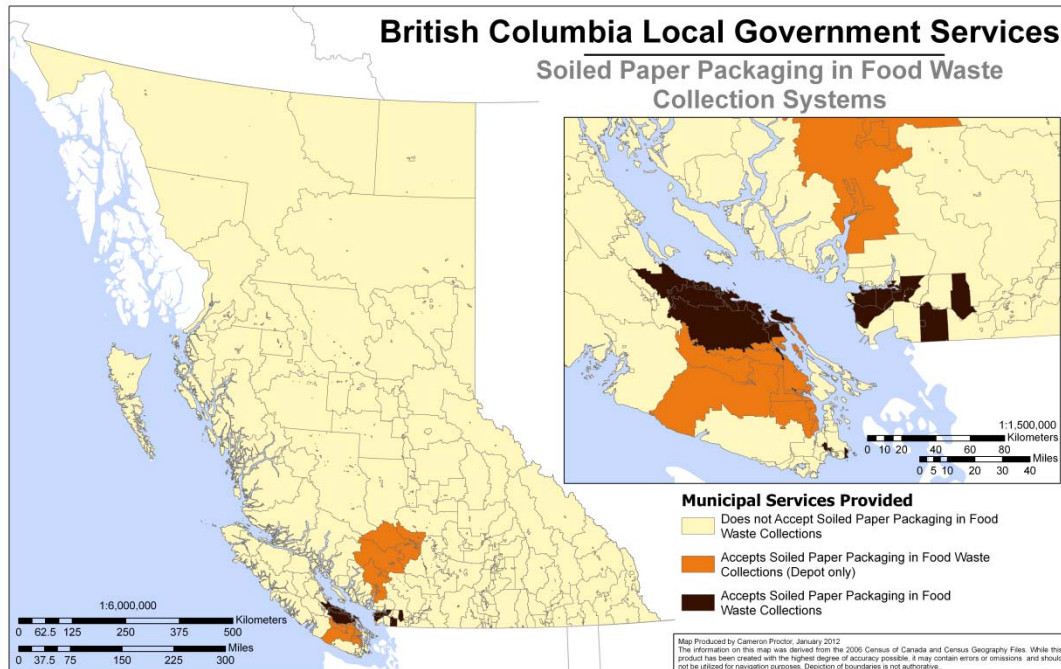 British Columbia Local Government Services
Soiled Paper Packaging in Food Waste
Collection Systems
1:1,500,000
Kilometers
0 5 10 20 40 60 80
Miles
0 5 10 20 30 40
Municipal Services Provided
Does not Accept Soiled Paper Packaging in Food
Waste Collections
Accepts Soiled Paper Packaging in Food Waste
Collections (Depot only)
Accepts Soiled Paper Packaging in Food
Waste Collections
1:6,000,000
Kilometers
0 62.5 125 250 375 500
Miles
0 37.5 75 150 225 300
Map Produced by Cameron Proctor, January 2012
The information on this map was derived from the 2006 Census of Canada and Census Geography Files. While this
product has been created with the highest degree of accuracy possible, it may contain errors or omissions and should
not be utilized for navigation purposes. Depiction of boundaries is not authorative.